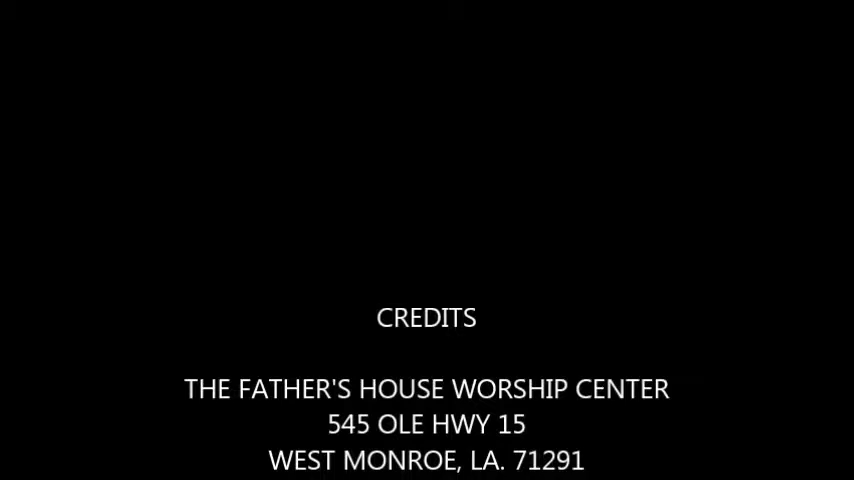 CREDITS
THE FATHER'S HOUSE WORSHIP CENTER
545 OLE HWY 15
WEST MONROE, LA. 71291